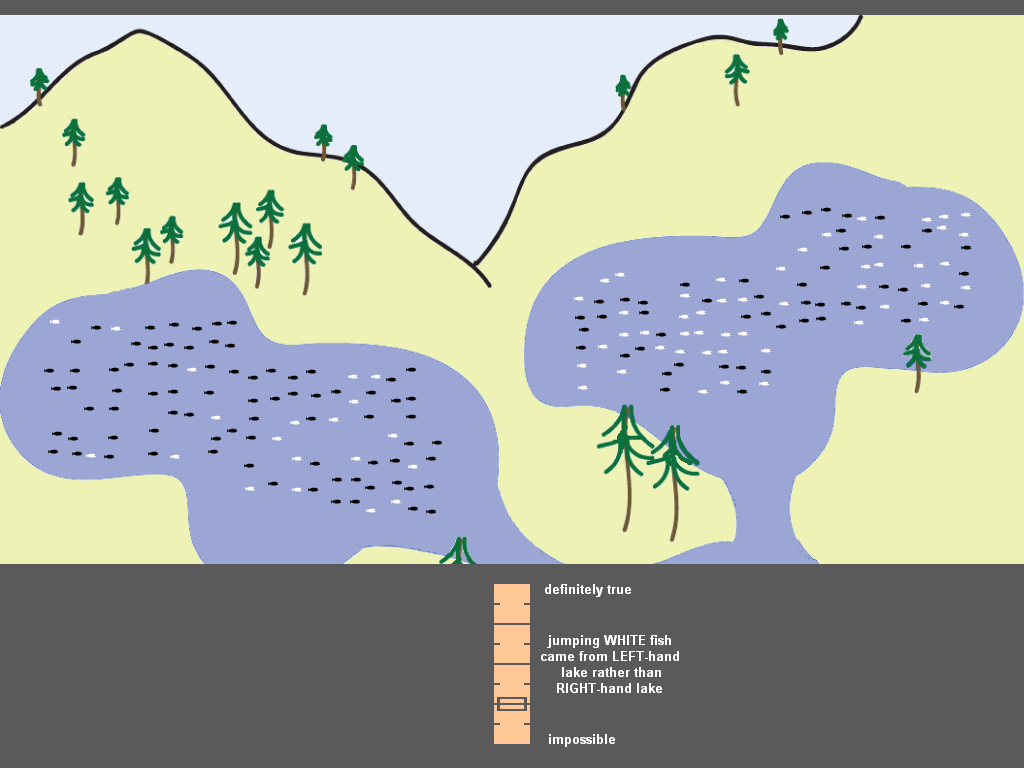 definitely true
jumping WHITE fish
came from LEFT-hand
lake rather than
RIGHT-hand lake
impossible